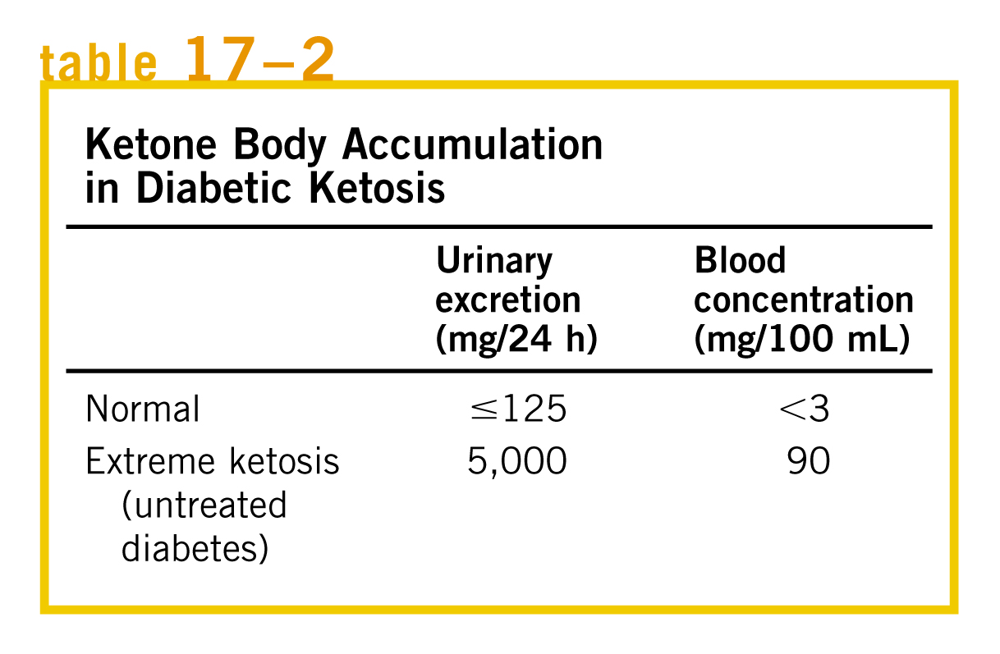 table 17–2
Ketone Body Accumulation
in Diabetic Ketosis
Urinary excretion (mg/24 h) Blood concentration (mg/100 mL)
Normal ≤125 <3
Extreme ketosis 5,000 90
(untreated
diabetes)